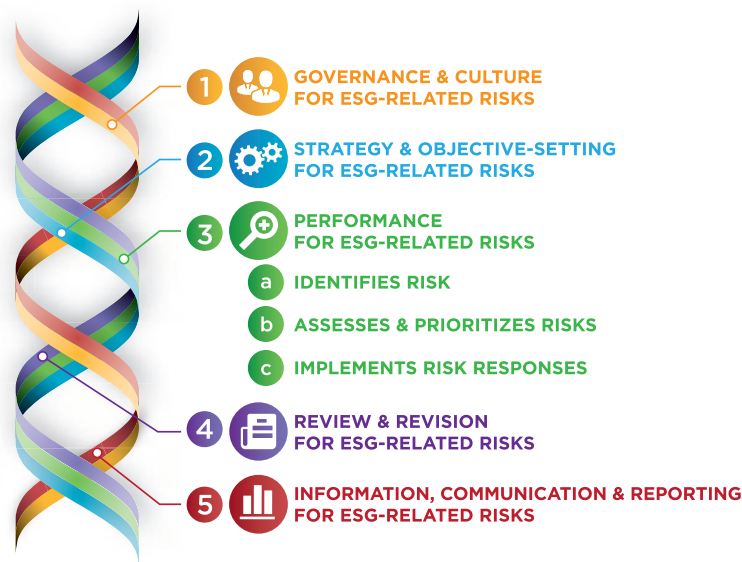 1 GOVERNANCE & CULTURE
FOR ESG-RELATED RISKS
2 STRATEGY & OBJECTIVE-SETTING
FOR ESG-RELATED RISKS
3 PERFORMANCE
FOR ESG-RELATED RISKS
a IDENTIFIES RISK
b ASSESSES & PRIORITIZES RISKS
c IMPLEMENTS RISK RESPONSES
4 REVIEW & REVISION
FOR ESG-RELATED RISKS
5 INFORMATION, COMMUNICATION & REPORTING
FOR ESG-RELATED RISKS